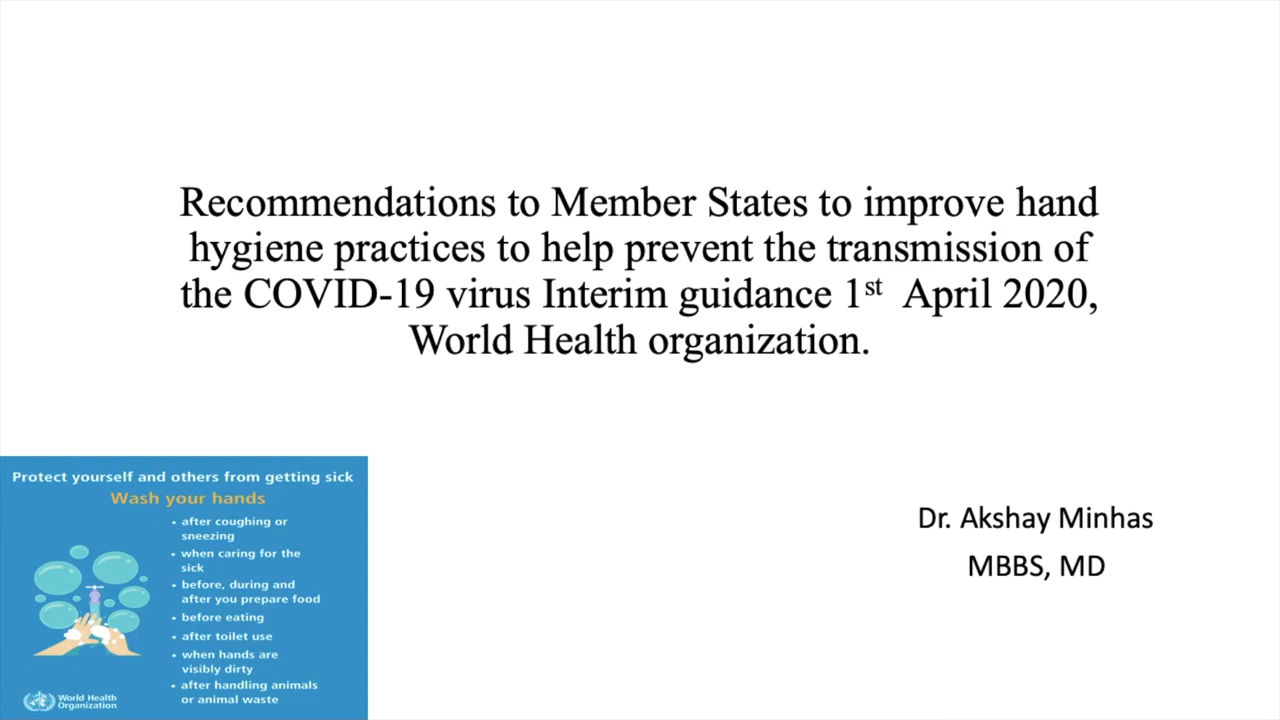 Recommendations to Member States to improve hand
hygiene practices to help prevent the transmission of
the COVID-19 virus Interim guidance 1st April 2020,
World Health organization.
Protect yourself and others from getting sick
Wash your hands
• after coughing or
sneezing
• when caring for the
sick
• before, during and
after you prepare food
• before eating
• after toilet use
• when hands are
visibly dirty
• after handling animals
or animal waste
World Health
Organization
Dr. Akshay Minhas
MBBS, MD